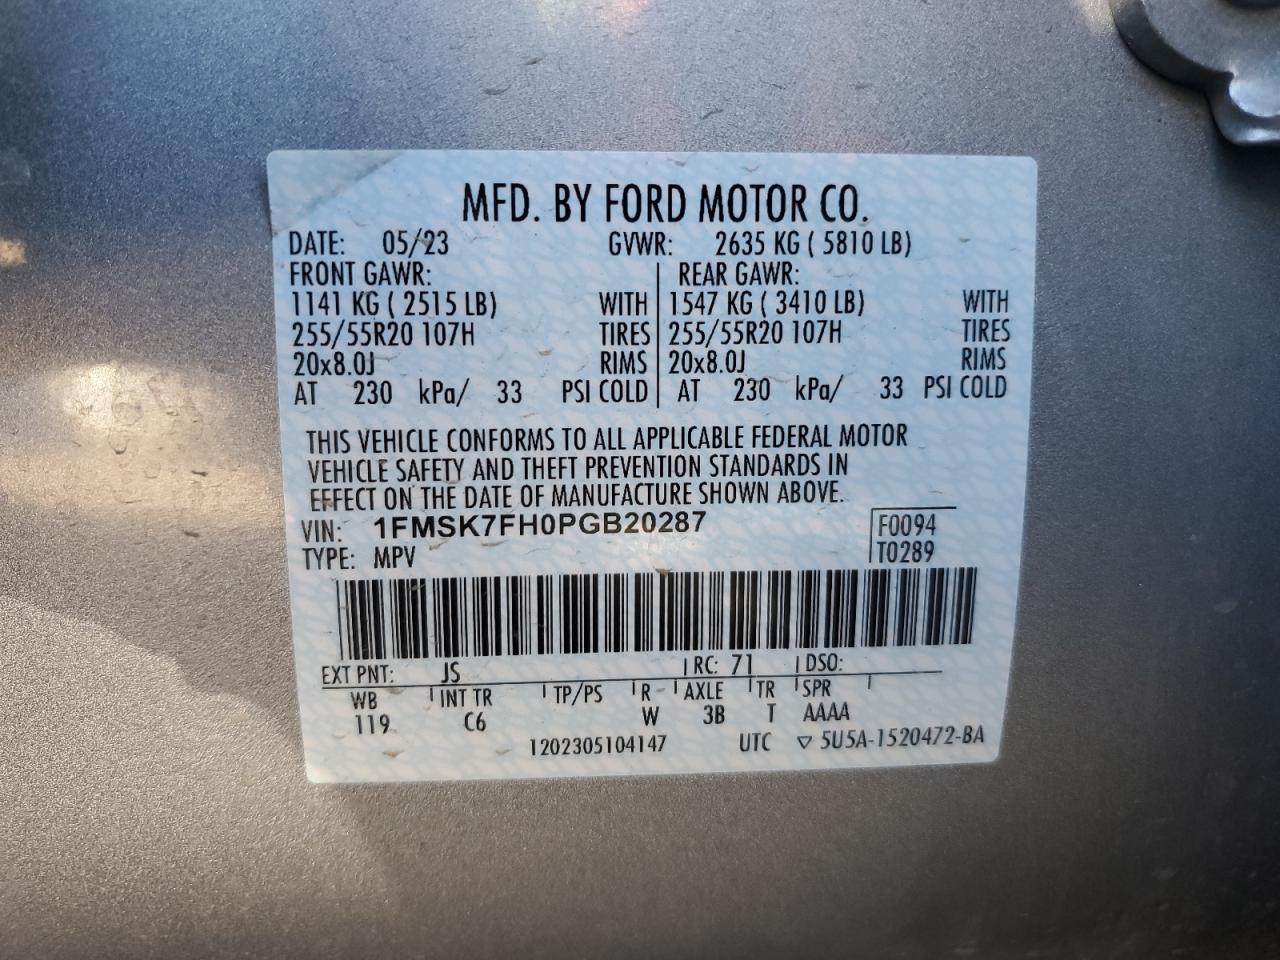 MFD. BY FORD MOTOR CO.
DATE: 05/23 GVWR: 2635 KG ( 5810 LB)
FRONT GAWR: REAR GAWR:
1141 KG ( 2515 LB) WITH 1547 KG ( 3410 LB) WITH
255/55R20 107H TIRES 255/55R20 107H TIRES
20x8.0J RIMS 20x8.0J RIMS
AT 230 kPa/ 33 PSI COLD AT 230 kPa/ 33 PSI COLD
THIS VEHICLE CONFORMS TO ALL APPLICABLE FEDERAL MOTOR
VEHICLE SAFETY AND THEFT PREVENTION STANDARDS IN
EFFECT ON THE DATE OF MANUFACTURE SHOWN ABOVE.
VIN: 1FMSK7FH0PGB20287 F0094
TYPE: MPV T0289
EXT PNT: JS RC: 71 DSO:
WB INT TR TP/PS R AXLE TR SPR
119 C6 W 3B T AAAA
1202305104147 UTC ▽ 5U5A-1520472-BA